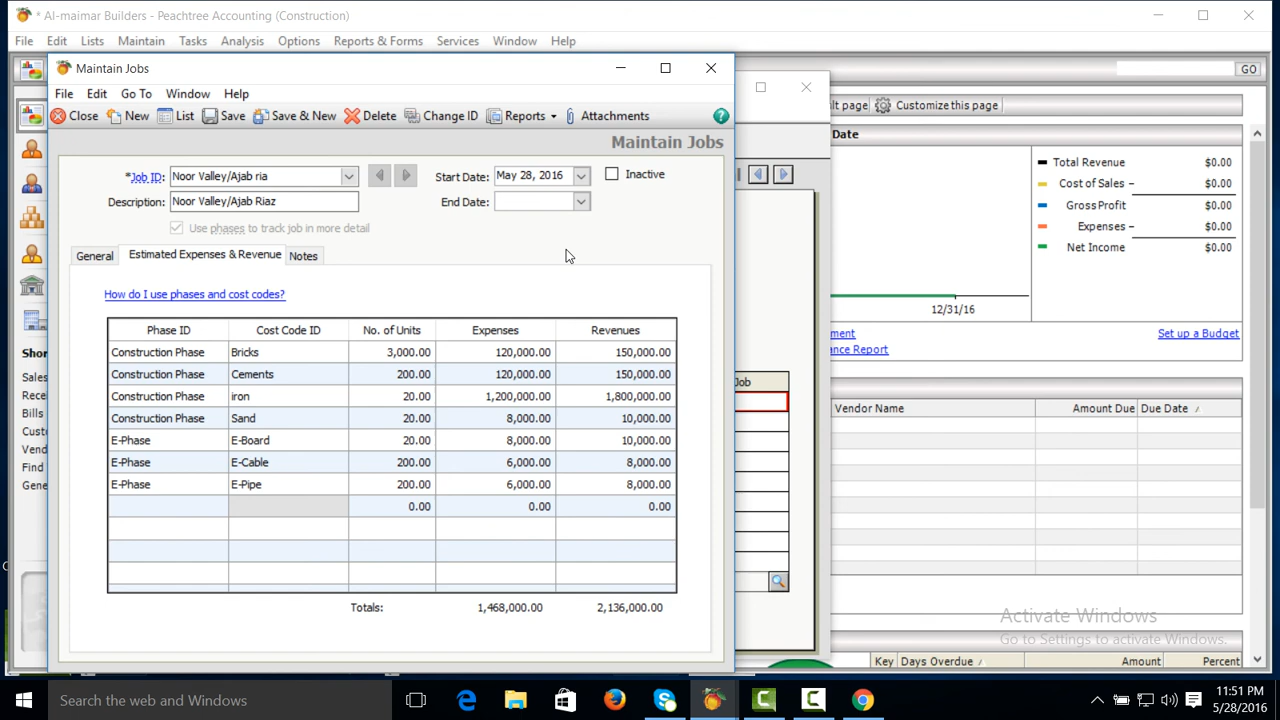 * Al-maimar Builders - Peachtree Accounting (Construction)
File Edit Lists Maintain Tasks Analysis Options Reports & Forms Services Window Help
Maintain Jobs
GO
File Edit Go To Window Help
Close New List Save Save & New Delete Change ID Reports Attachments
lt page Customize this page
Maintain Jobs
Date
*Job ID: Noor Valley/Ajab ria Start Date: May 28, 2016 Inactive
Description: Noor Valley/Ajab Riaz End Date:
Use phases to track job in more detail
General Estimated Expenses & Revenue Notes
How do I use phases and cost codes?
Phase ID Cost Code ID No. of Units Expenses Revenues
Construction Phase Bricks 3,000.00 120,000.00 150,000.00
Construction Phase Cements 200.00 120,000.00 150,000.00
Construction Phase iron 20.00 1,200,000.00 1,800,000.00
Construction Phase Sand 20.00 8,000.00 10,000.00
E-Phase E-Board 20.00 8,000.00 10,000.00
E-Phase E-Cable 200.00 6,000.00 8,000.00
E-Phase E-Pipe 200.00 6,000.00 8,000.00
0.00 0.00 0.00
Totals: 1,468,000.00 2,136,000.00
Total Revenue $0.00
Cost of Sales – $0.00
Gross Profit $0.00
Expenses – $0.00
Net Income $0.00
12/31/16
ment Set up a Budget
ance Report
Job
Vendor Name Amount Due Due Date
Shor
Sales
Rece
Bills
Custo
Vend
Find
Gene
Activate Windows
Go to Settings to activate Windows.
Key Days Overdue Amount Percent
Search the web and Windows
11:51 PM
5/28/2016